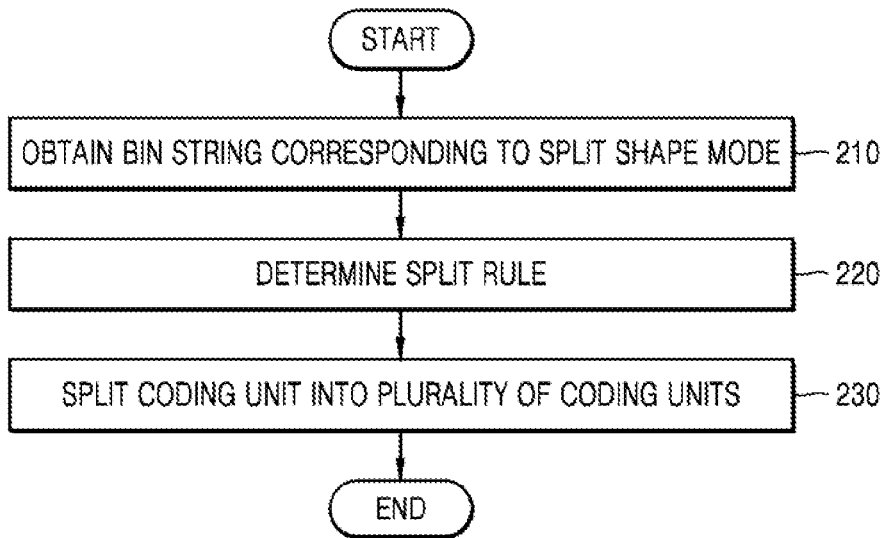 START
OBTAIN BIN STRING CORRESPONDING TO SPLIT SHAPE MODE
210
DETERMINE SPLIT RULE
220
SPLIT CODING UNIT INTO PLURALITY OF CODING UNITS
230
END